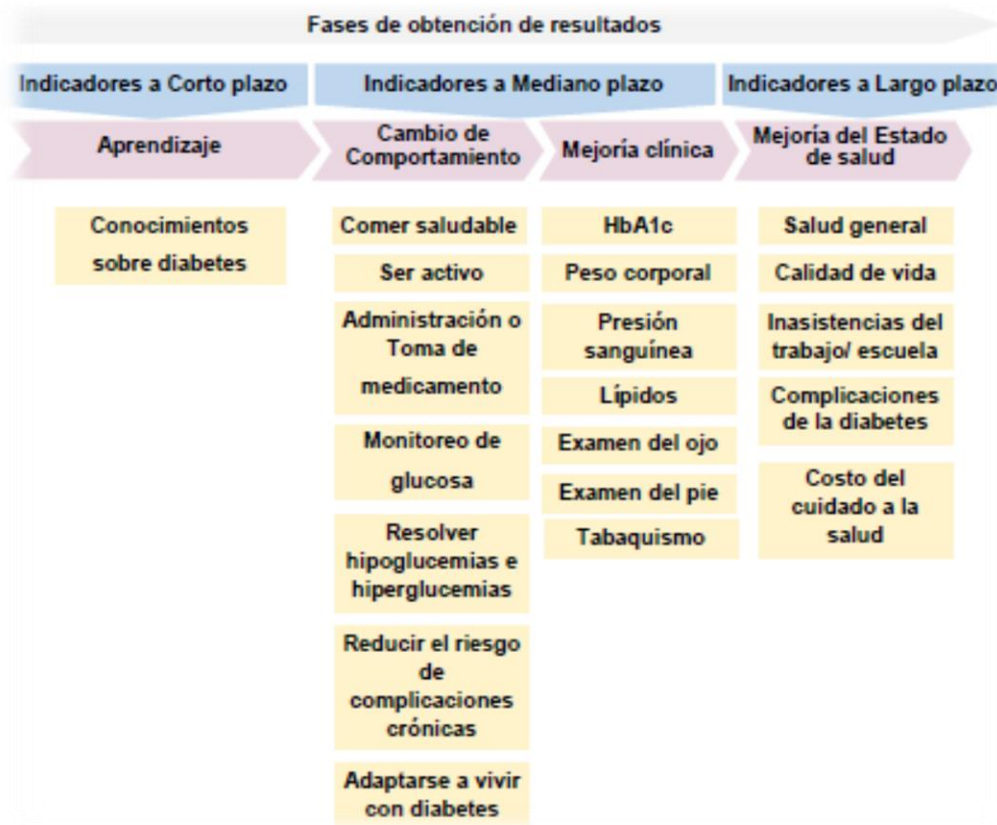 Fases de obtención de resultados
Indicadores a Corto plazo
Indicadores a Mediano plazo
Indicadores a Largo plazo
Aprendizaje
Cambio de
Comportamiento
Mejoría clínica
Mejoría del Estado
de salud
Conocimientos
sobre diabetes
Comer saludable
Ser activo
Administración o
Toma de
medicamento
Monitoreo de
glucosa
Resolver
hipoglucemias e
hiperglucemias
Reducir el riesgo
de
complicaciones
crónicas
Adaptarse a vivir
con diabetes
HbA1c
Peso corporal
Presión
sanguínea
Lípidos
Examen del ojo
Examen del pie
Tabaquismo
Salud general
Calidad de vida
Inasistencias del
trabajo/ escuela
Complicaciones
de la diabetes
Costo del
cuidado a la
salud